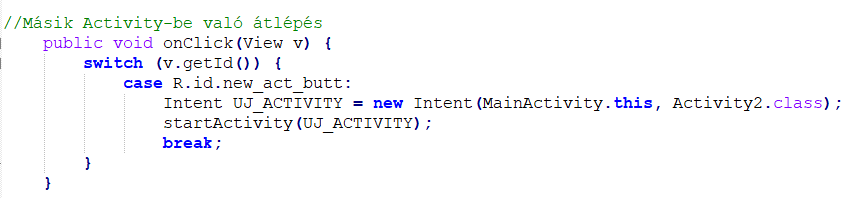 //Másik Activity-be való átlépés
public void onClick(View v) {
switch (v.getId()) {
case R.id.new_act_butt:
Intent UJ_ACTIVITY = new Intent(MainActivity.this, Activity2.class);
startActivity(UJ_ACTIVITY);
break;
}
}